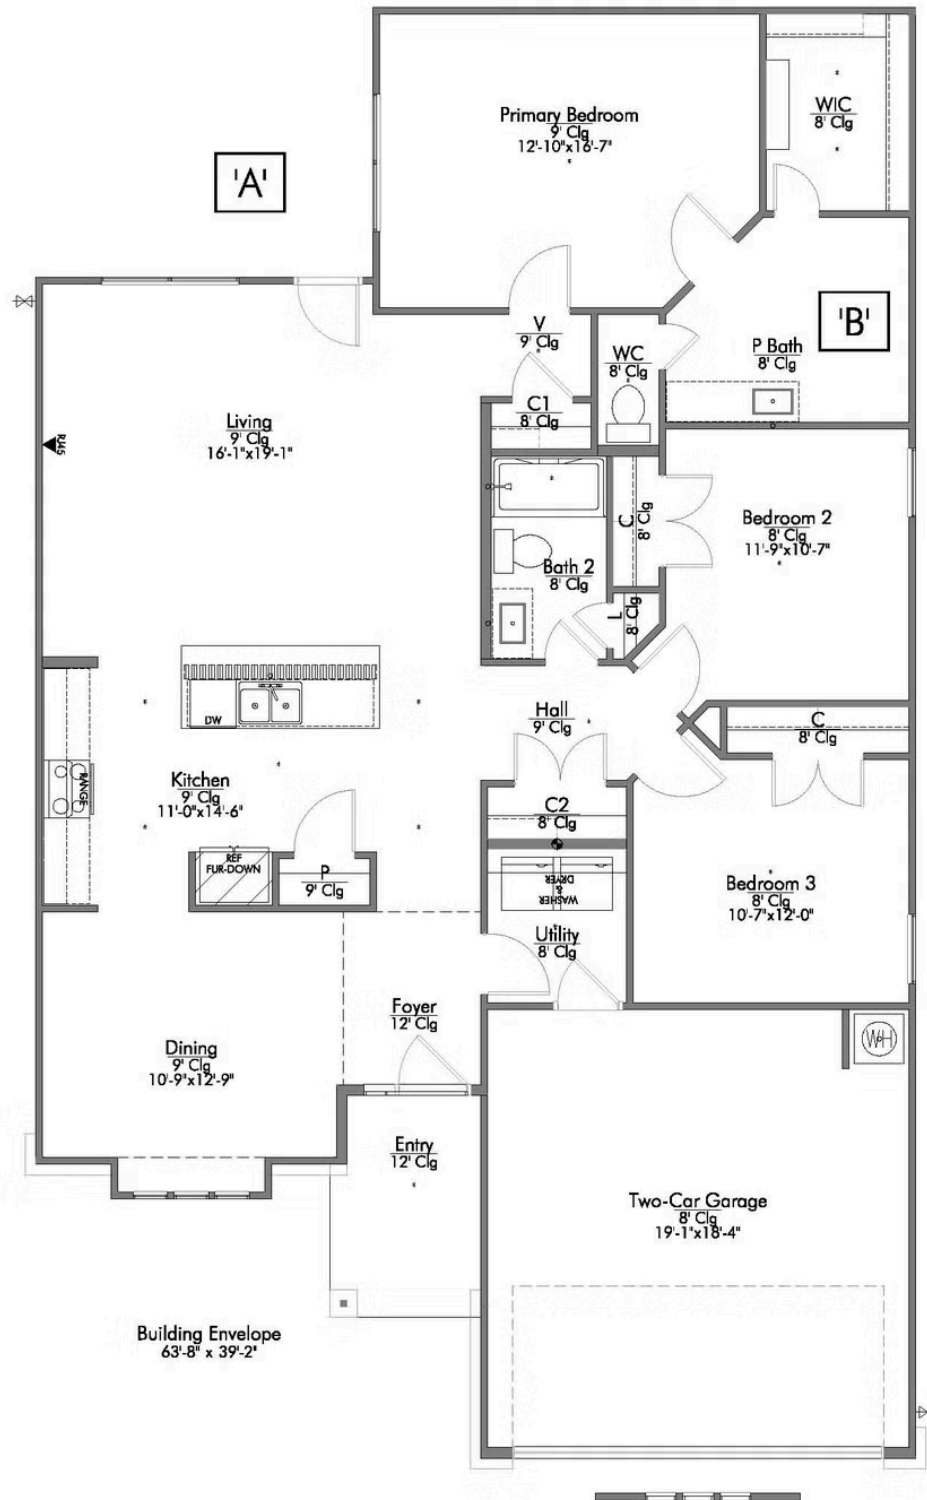 Primary Bedroom
9' Clg
12'-10"x16'-7"
WIC
8' Clg
'A'
'B'
V
9' Clg
WC
8' Clg
P Bath
8' Clg
C1
8' Clg
Living
9' Clg
16'-1"x19'-1"
RJ45
C
8' Clg
Bedroom 2
8' Clg
11'-9"x10'-7"
Bath 2
8' Clg
L
8' Clg
DW
Hall
9' Clg
C
8' Clg
Kitchen
9' Clg
11'-0"x14'-6"
RANGE
C2
8' Clg
REF
FUR-DOWN
P
9' Clg
WASHER
&
DRYER
Bedroom 3
8' Clg
10'-7"x12'-0"
Utility
8' Clg
Foyer
12' Clg
WH
Dining
9' Clg
10'-9"x12'-9"
Entry
12' Clg
Two-Car Garage
8' Clg
19'-1"x18'-4"
Building Envelope
63'-8" x 39'-2"